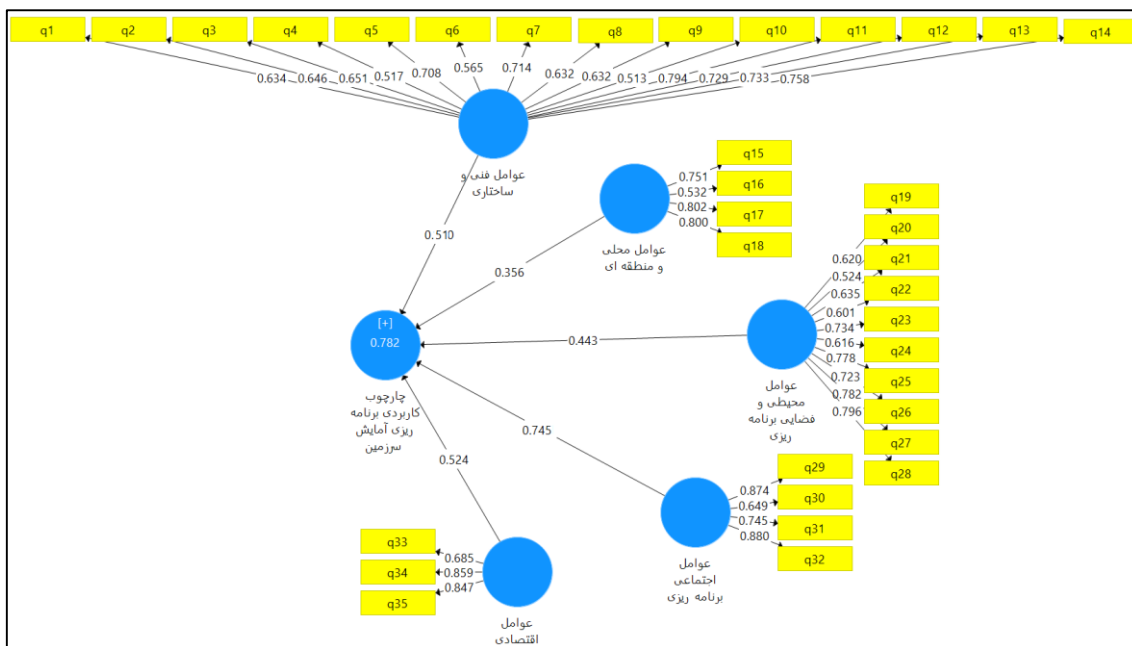 q1 q2 q3 q4 q5 q6 q7 q8 q9 q10 q11 q12 q13 q14
0.634 0.646 0.651 0.517 0.708 0.565 0.714 0.632 0.632 0.513 0.794 0.729 0.733 0.758
عوامل فنی و
ساختاری
0.510
q15
q16
q17
q18
0.751
0.532
0.802
0.800
عوامل محلی
و منطقه ای
0.356
q19
q20
q21
q22
q23
q24
q25
q26
q27
q28
0.620
0.524
0.635
0.601
0.734
0.616
0.778
0.723
0.782
0.796
عوامل
محیطی و
فضایی برنامه
ریزی
0.443
[+]
0.782
چارچوب
کاربردی برنامه
ریزی آمایش
سرزمین
0.745
0.524
q29
q30
q31
q32
0.874
0.649
0.745
0.880
عوامل
اجتماعی
برنامه ریزی
q33
q34
q35
0.685
0.859
0.847
عوامل
اقتصادی